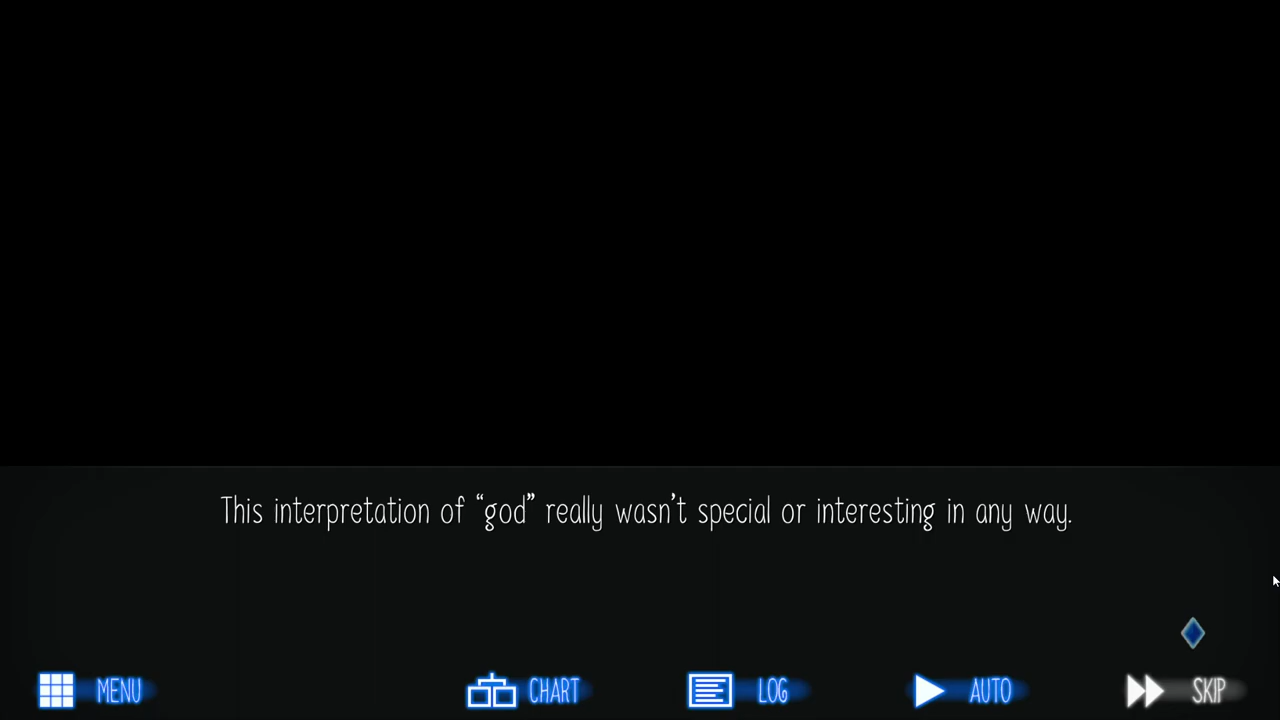 This interpretation of “god” really wasn’t special or interesting in any way.
MENU CHART LOG AUTO SKIP